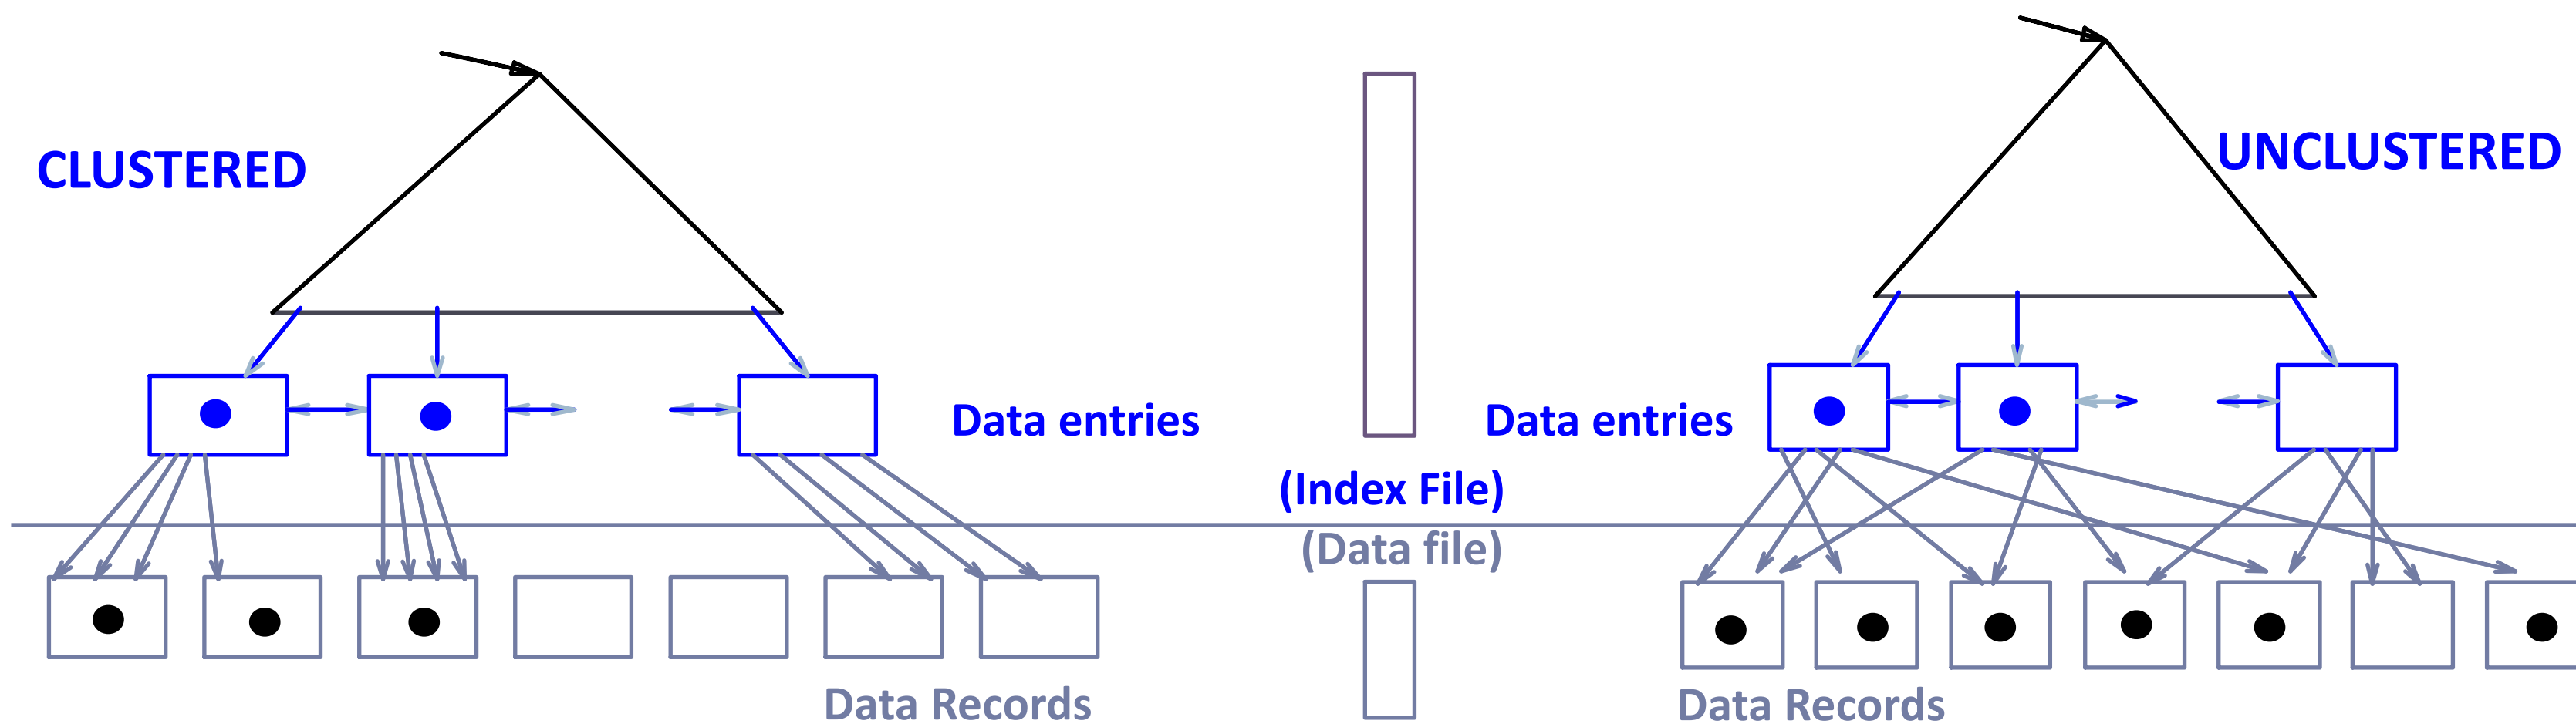 CLUSTERED
UNCLUSTERED
Data entries
Data entries
(Index File)
(Data file)
Data Records
Data Records